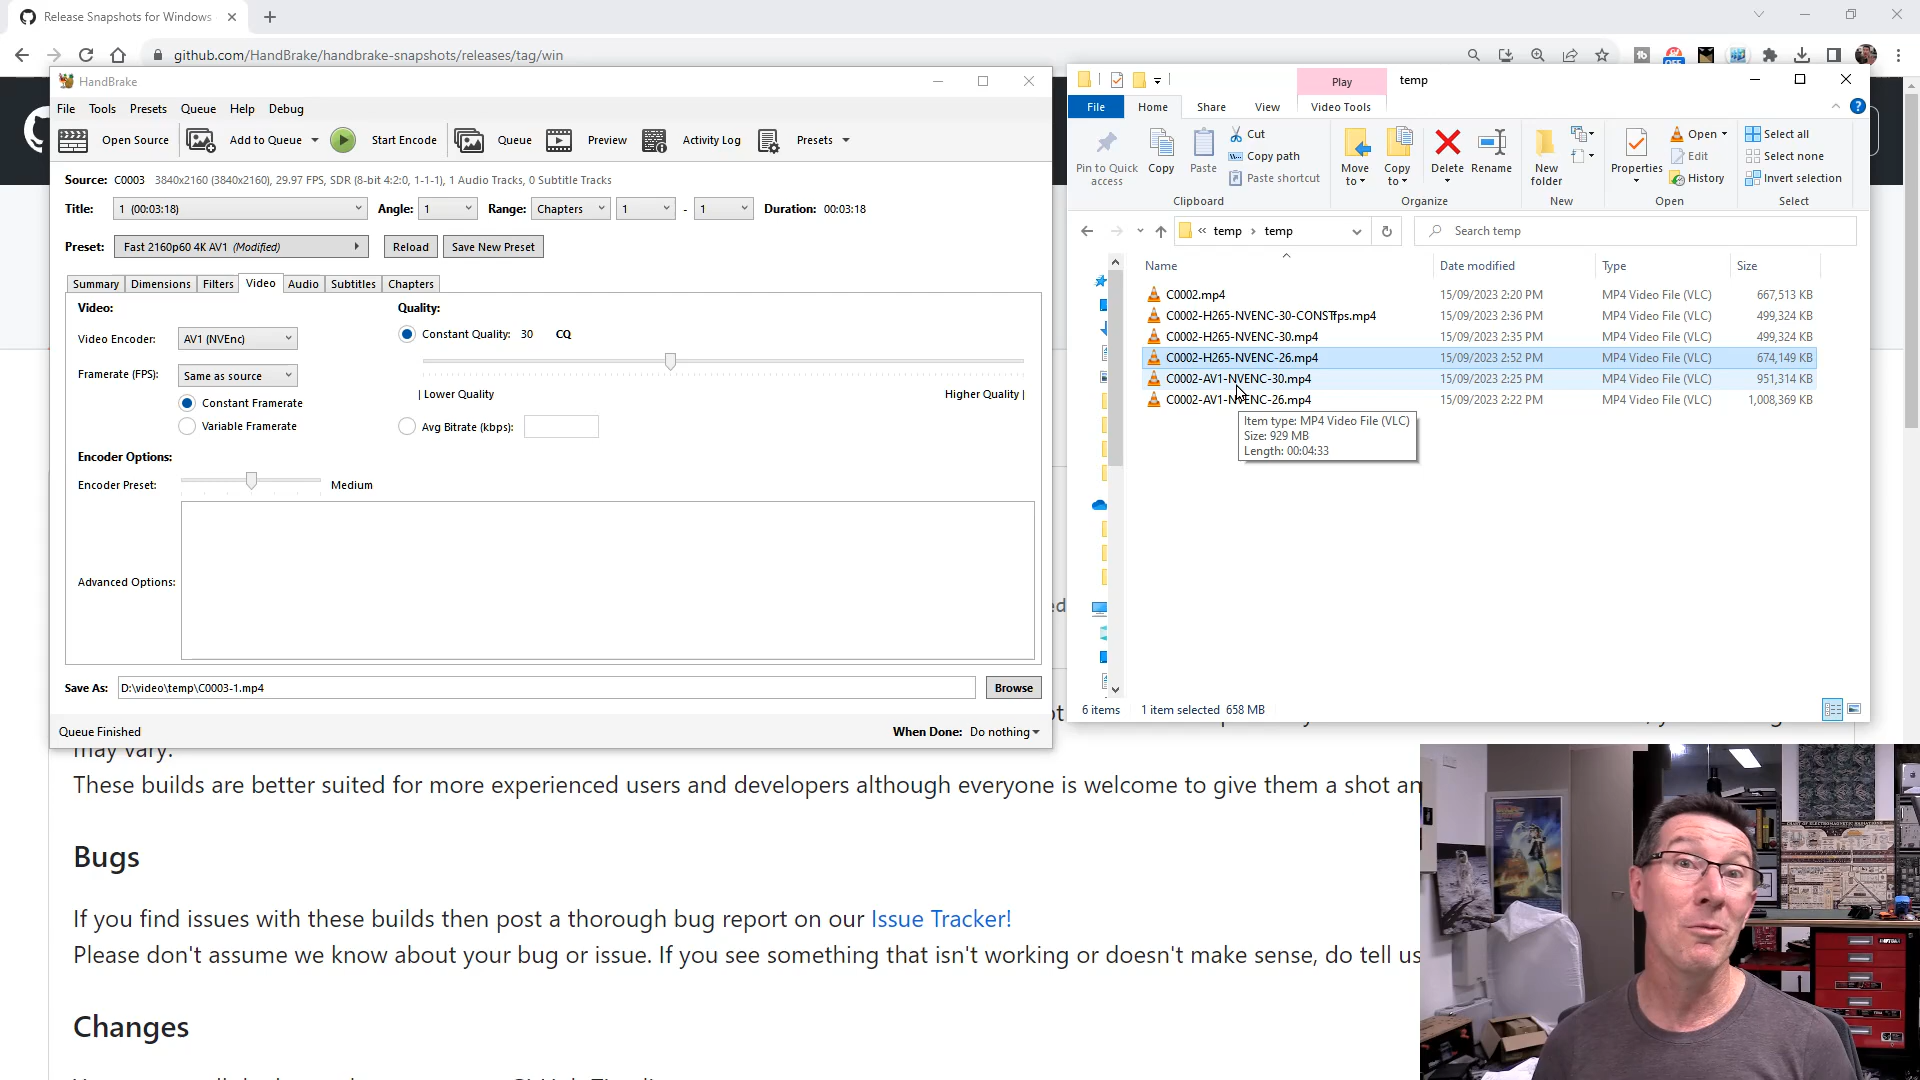 Release Snapshots for Windows
github.com/HandBrake/handbrake-snapshots/releases/tag/win
HandBrake
File Tools Presets Queue Help Debug
Open Source Add to Queue Start Encode Queue Preview Activity Log Presets
Source: C0003 3840x2160 (3840x2160), 29.97 FPS, SDR (8-bit 4:2:0, 1-1-1), 1 Audio Tracks, 0 Subtitle Tracks
Title: 1 (00:03:18) Angle: 1 Range: Chapters 1 - 1 Duration: 00:03:18
Preset: Fast 2160p60 4K AV1 (Modified) Reload Save New Preset
Summary Dimensions Filters Video Audio Subtitles Chapters
Video: Quality:
Video Encoder: AV1 (NVEnc) Constant Quality: 30 CQ
Framerate (FPS): Same as source
| Lower Quality Higher Quality |
Constant Framerate
Variable Framerate Avg Bitrate (kbps):
Encoder Options:
Encoder Preset: Medium
Advanced Options:
Save As: D:\video\temp\C0003-1.mp4 Browse
Queue Finished When Done: Do nothing
Play temp
File Home Share View Video Tools
Pin to Quick access Copy Paste Cut Copy path Paste shortcut
Move to Copy to Delete Rename New folder Properties Open Edit History Select all Select none Invert selection
Clipboard Organize New Open Select
« temp › temp Search temp
Name Date modified Type Size
C0002.mp4 15/09/2023 2:20 PM MP4 Video File (VLC) 667,513 KB
C0002-H265-NVENC-30-CONSTfps.mp4 15/09/2023 2:36 PM MP4 Video File (VLC) 499,324 KB
C0002-H265-NVENC-30.mp4 15/09/2023 2:35 PM MP4 Video File (VLC) 499,324 KB
C0002-H265-NVENC-26.mp4 15/09/2023 2:52 PM MP4 Video File (VLC) 674,149 KB
C0002-AV1-NVENC-30.mp4 15/09/2023 2:25 PM MP4 Video File (VLC) 951,314 KB
C0002-AV1-NVENC-26.mp4 15/09/2023 2:22 PM MP4 Video File (VLC) 1,008,369 KB
Item type: MP4 Video File (VLC)
Size: 929 MB
Length: 00:04:33
6 items 1 item selected 658 MB
may vary.
These builds are better suited for more experienced users and developers although everyone is welcome to give them a shot an
Bugs
If you find issues with these builds then post a thorough bug report on our Issue Tracker!
Please don't assume we know about your bug or issue. If you see something that isn't working or doesn't make sense, do tell us
Changes